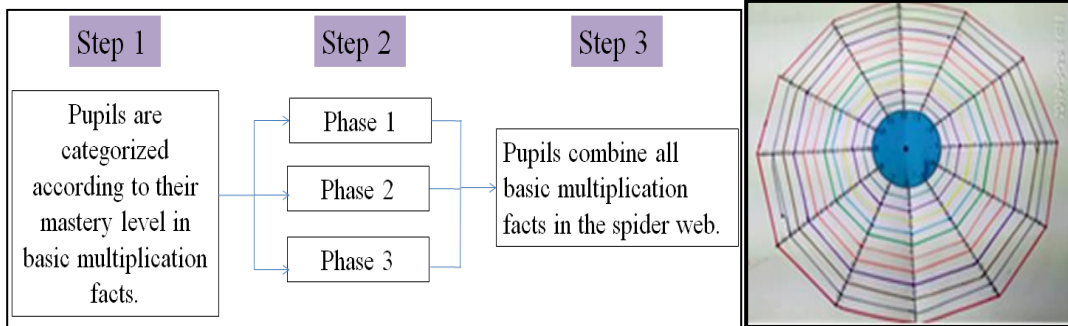 Step 1
Step 2
Step 3
Pupils are
categorized
according to their
mastery level in
basic multiplication
facts.
Phase 1
Phase 2
Phase 3
Pupils combine all
basic multiplication
facts in the spider web.